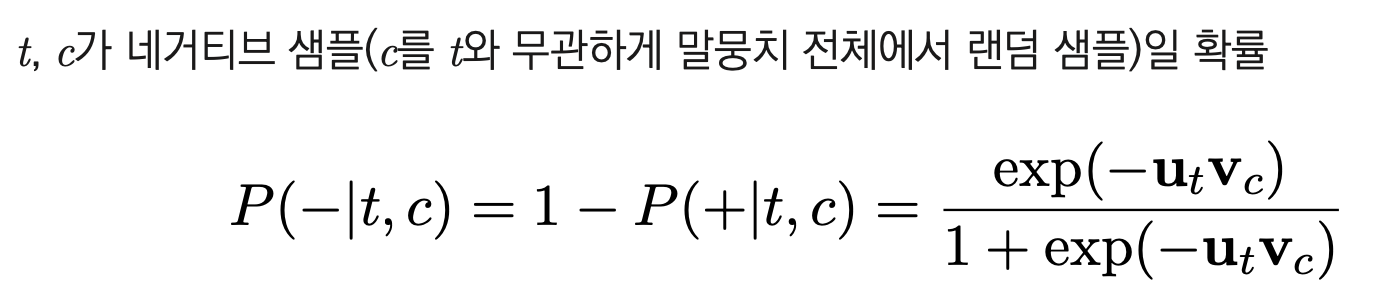 t, c가 네거티브 샘플(c를 t와 무관하게 말뭉치 전체에서 랜덤 샘플)일 확률
P(−|t, c) = 1 − P(+|t, c) = exp(−u_t v_c) / (1 + exp(−u_t v_c))